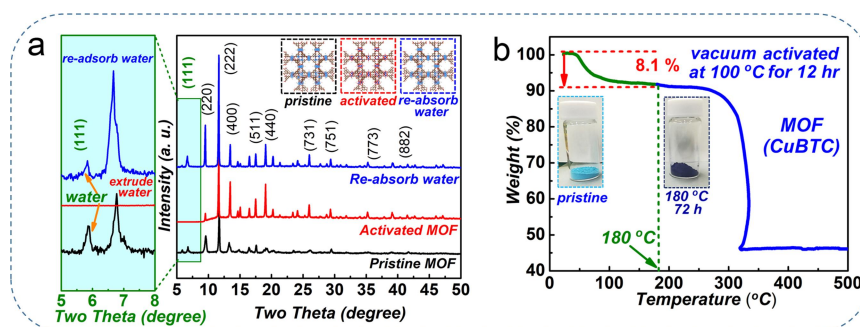 a
re-adsorb water
(111)
water
extrude
water
5 6 7 8
Two Theta (degree)
Intensity (a. u.)
(111)
(220)
(222)
(400)
(511)
(440)
(731)
(751)
(773)
(882)
pristine
activated
re-absorb
water
Re-absorb water
Activated MOF
Pristine MOF
5 10 15 20 25 30 35 40 45 50
Two Theta (degree)
b
Weight (%)
100
90
80
70
60
50
40
8.1 %
vacuum activated
at 100 °C for 12 hr
MOF
(CuBTC)
pristine
180 °C
72 h
180 °C
0 100 200 300 400 500
Temperature (°C)